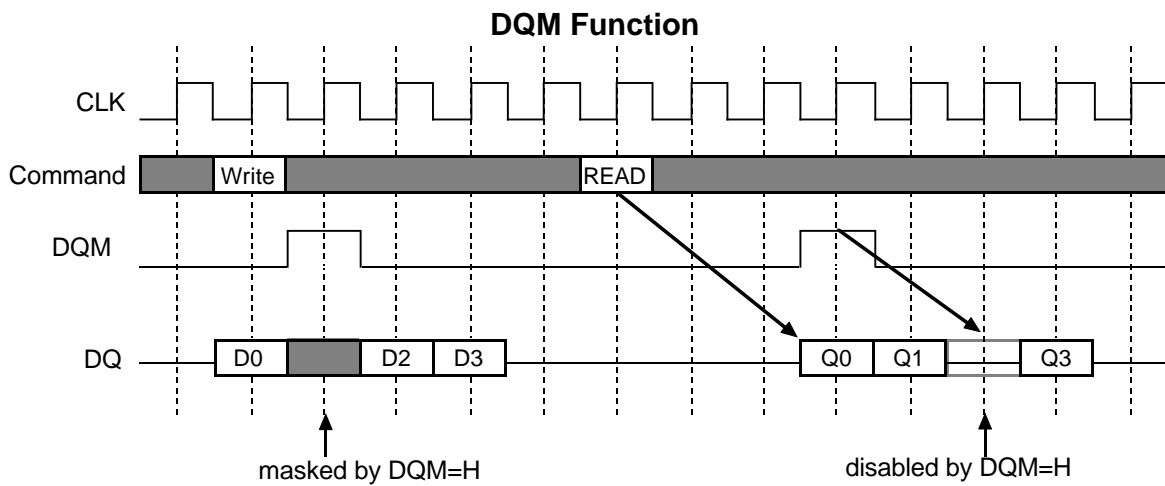 DQM Function
CLK
Command
Write
READ
DQM
DQ
D0
D2
D3
Q0
Q1
Q3
masked by DQM=H
disabled by DQM=H